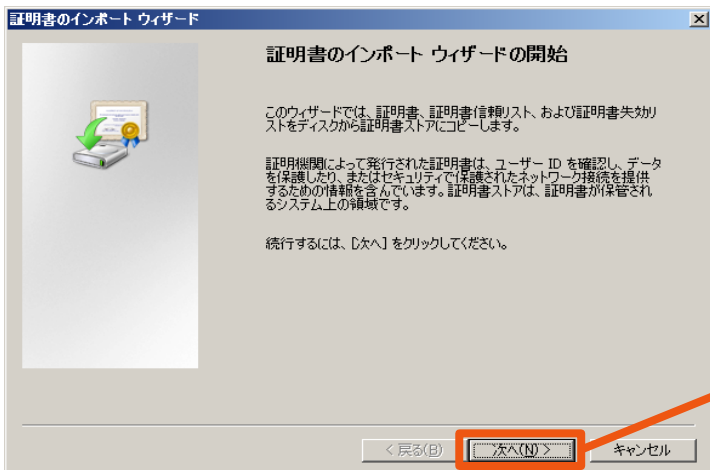 証明書のインポート ウィザード
証明書のインポート ウィザードの開始
このウィザードでは、証明書、証明書信頼リスト、および証明書失効リ
ストをディスクから証明書ストアにコピーします。
証明機関によって発行された証明書は、ユーザー ID を確認し、データ
を保護したり、またはセキュリティで保護されたネットワーク接続を提供
するための情報を含んでいます。証明書ストアは、証明書が保管され
るシステム上の領域です。
続行するには、[次へ] をクリックしてください。
< 戻る(B)
次へ(N) >
キャンセル